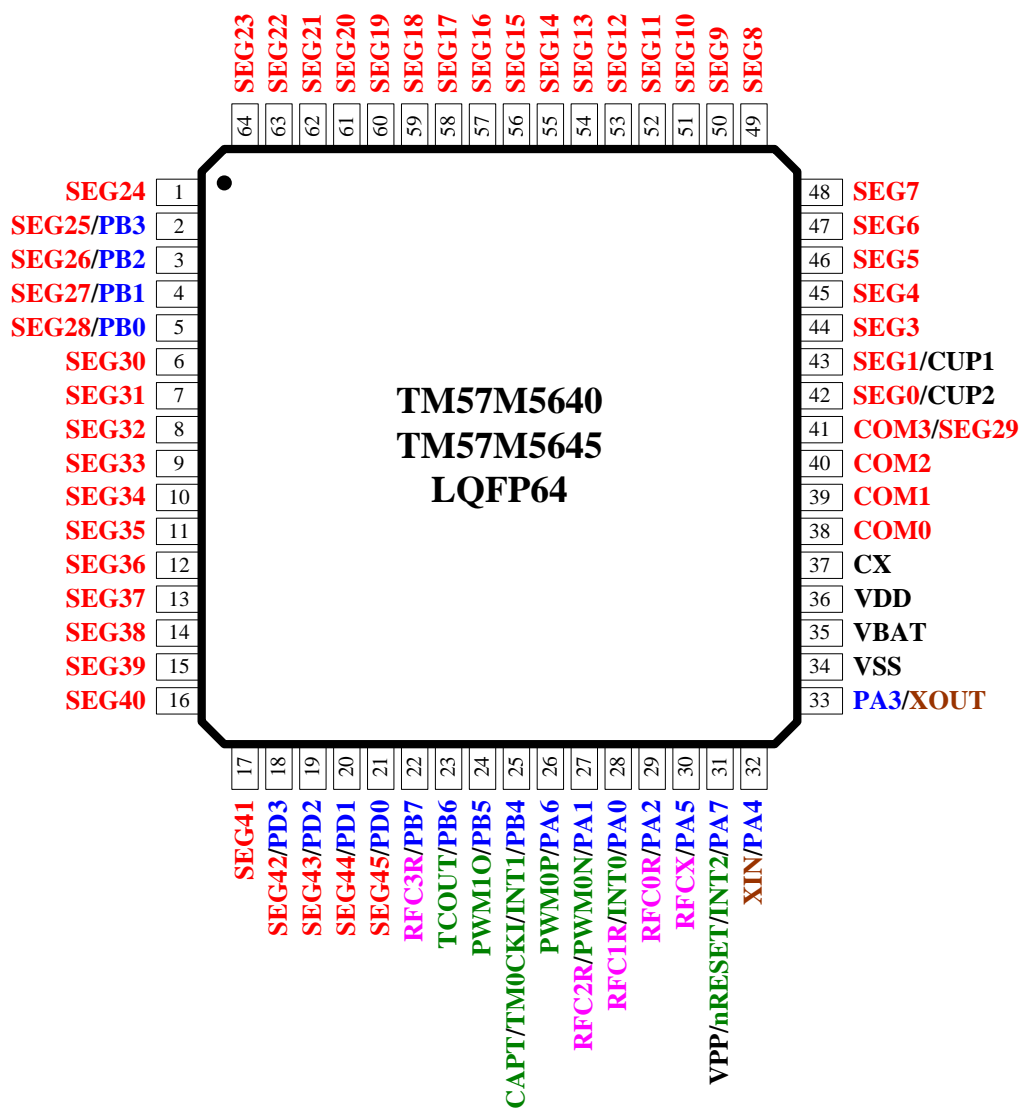 SEG23
SEG22
SEG21
SEG20
SEG19
SEG18
SEG17
SEG16
SEG15
SEG14
SEG13
SEG12
SEG11
SEG10
SEG9
SEG8
64
63
62
61
60
59
58
57
56
55
54
53
52
51
50
49
SEG24 1
SEG25/PB3 2
SEG26/PB2 3
SEG27/PB1 4
SEG28/PB0 5
SEG30 6
SEG31 7
SEG32 8
SEG33 9
SEG34 10
SEG35 11
SEG36 12
SEG37 13
SEG38 14
SEG39 15
SEG40 16
TM57M5640
TM57M5645
LQFP64
48 SEG7
47 SEG6
46 SEG5
45 SEG4
44 SEG3
43 SEG1/CUP1
42 SEG0/CUP2
41 COM3/SEG29
40 COM2
39 COM1
38 COM0
37 CX
36 VDD
35 VBAT
34 VSS
33 PA3/XOUT
17
18
19
20
21
22
23
24
25
26
27
28
29
30
31
32
SEG41
SEG42/PD3
SEG43/PD2
SEG44/PD1
SEG45/PD0
RFC3R/PB7
TCOUT/PB6
PWM1O/PB5
CAPT/TM0CKI/INT1/PB4
PWM0P/PA6
RFC2R/PWM0N/PA1
RFC1R/INT0/PA0
RFC0R/PA2
RFCX/PA5
VPP/nRESET/INT2/PA7
XIN/PA4